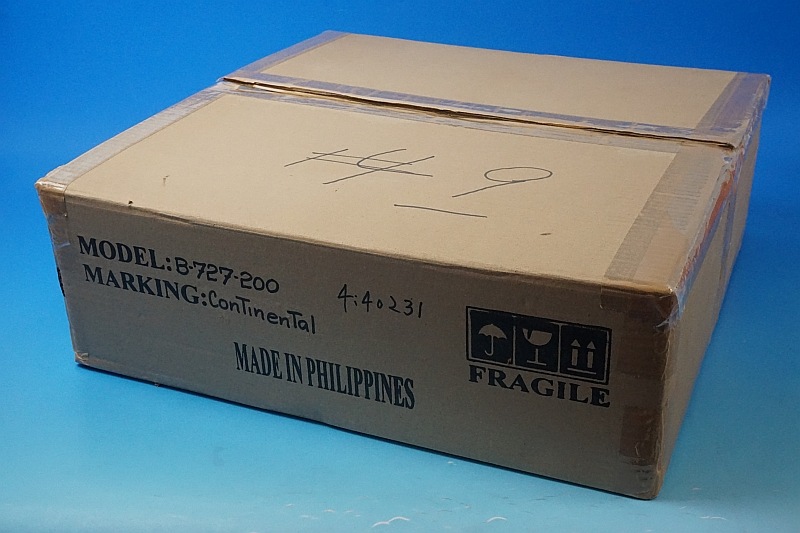 # 9
MODEL: B-727-200
MARKING: ConTinenTal
4:40231
MADE IN PHILIPPINES
FRAGILE